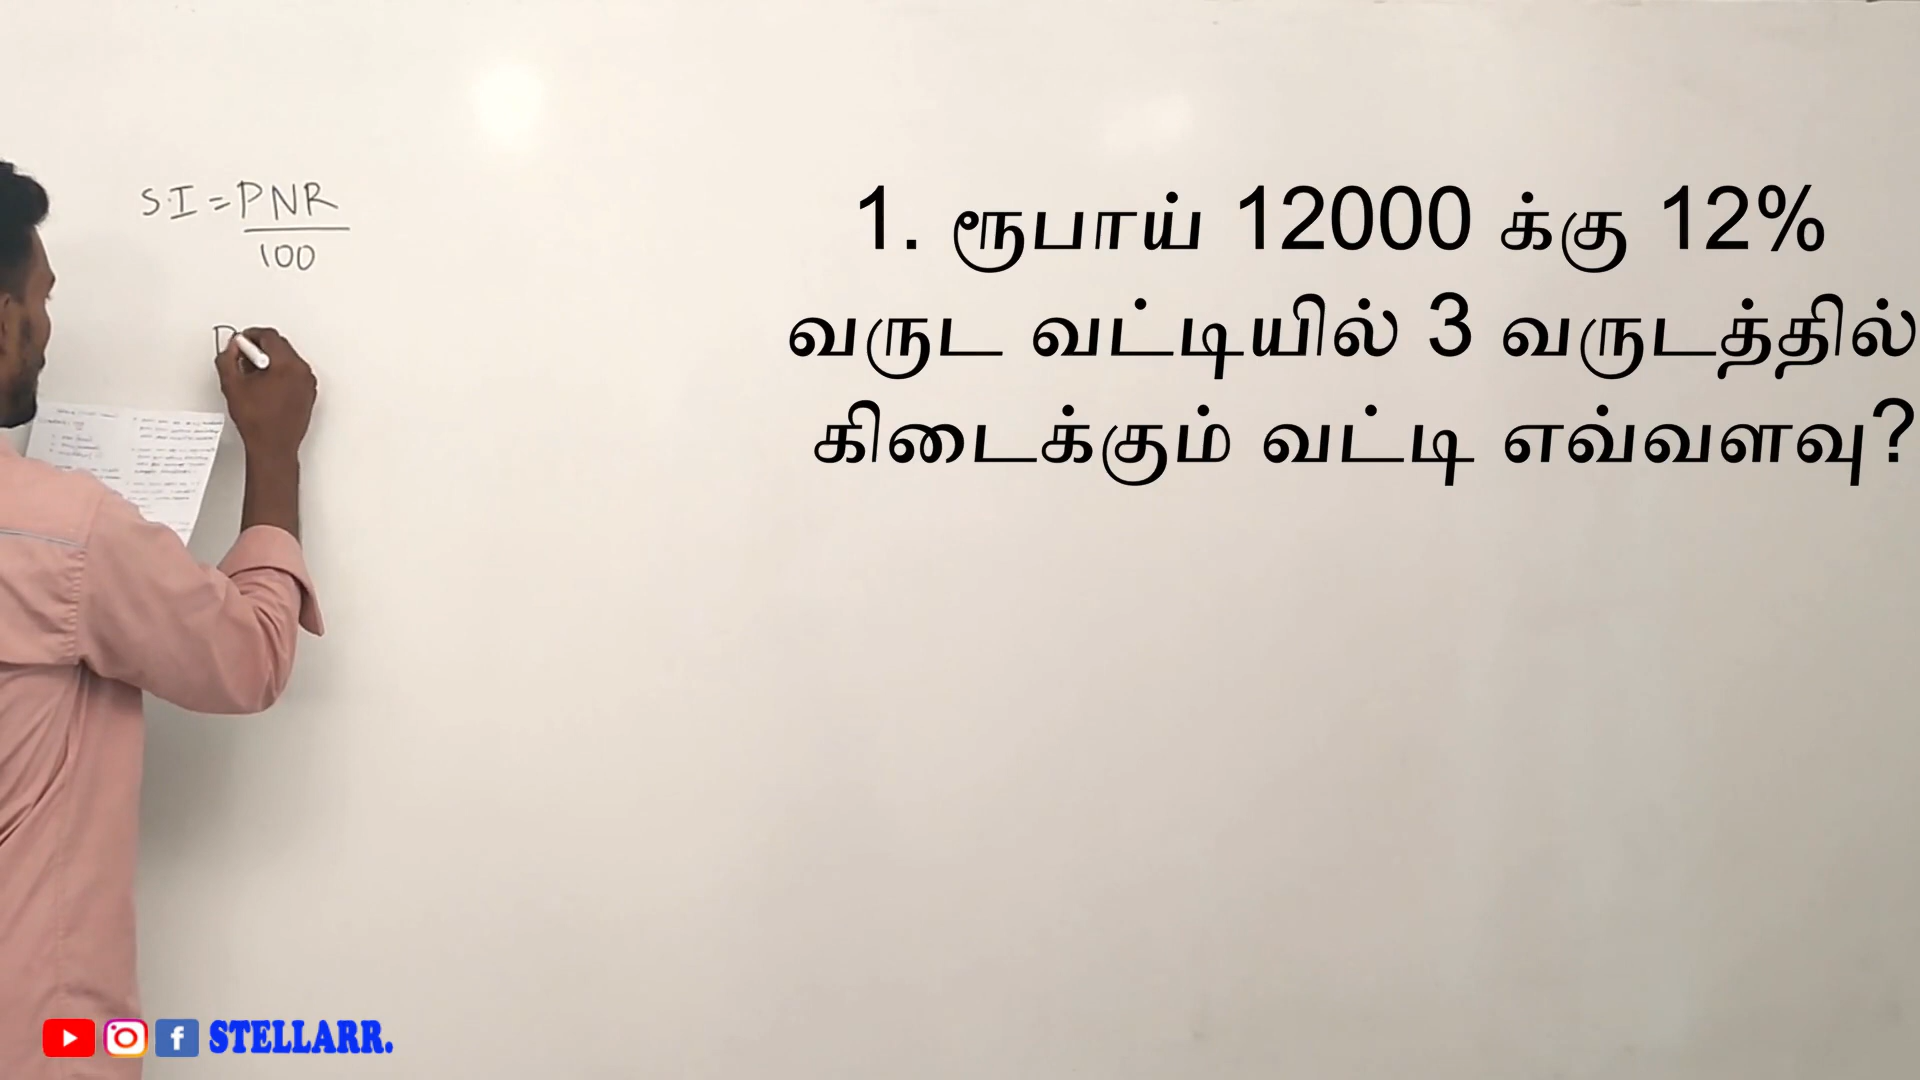 S.I = PNR
100
P
1. ரூபாய் 12000 க்கு 12%
வருட வட்டியில் 3 வருடத்தில்
கிடைக்கும் வட்டி எவ்வளவு?
STELLARR.